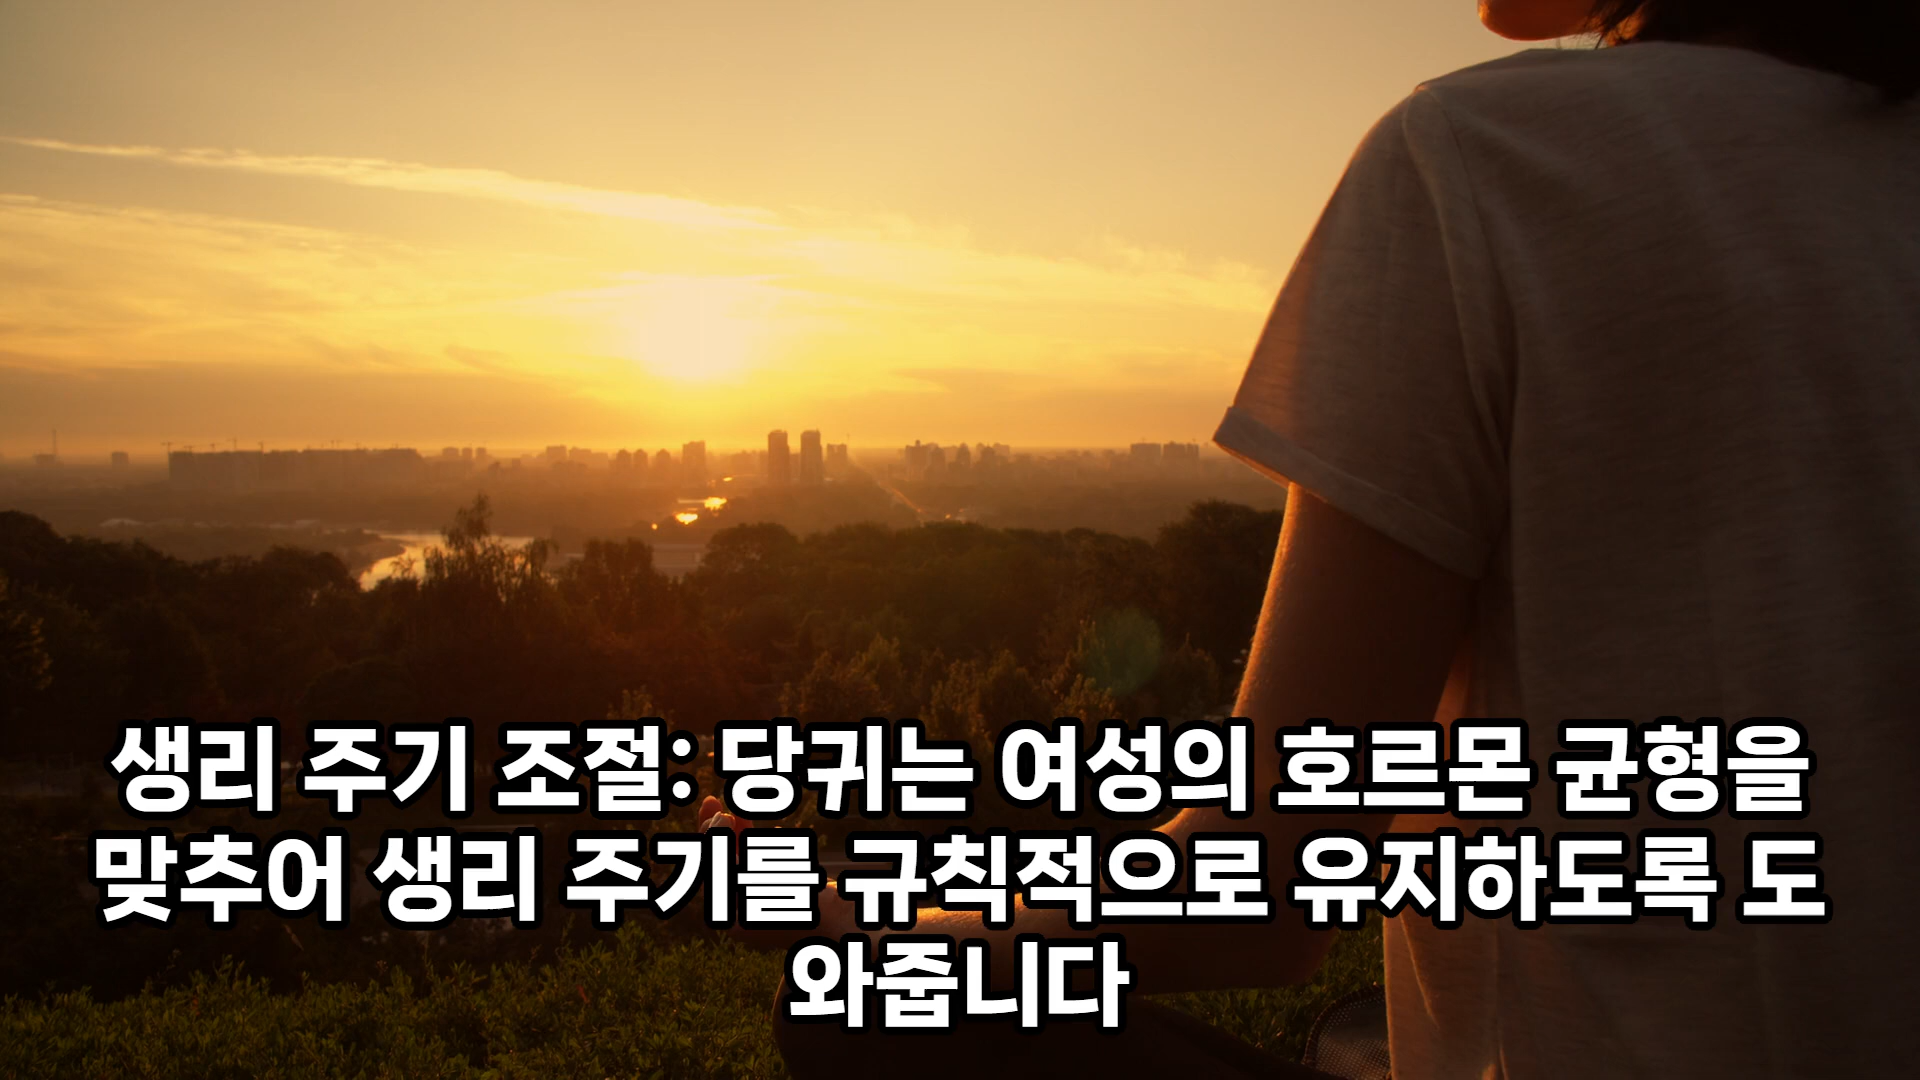 생리 주기 조절: 당귀는 여성의 호르몬 균형을
맞추어 생리 주기를 규칙적으로 유지하도록 도
와줍니다